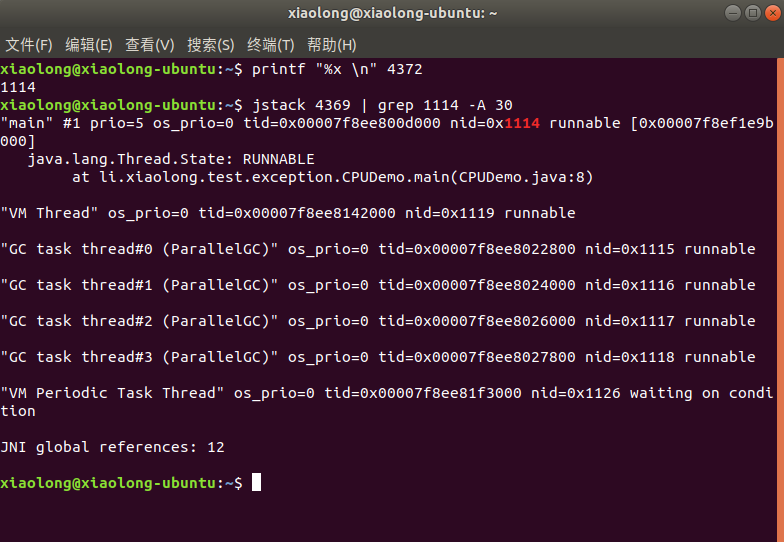 xiaolong@xiaolong-ubuntu: ~
文件(F) 编辑(E) 查看(V) 搜索(S) 终端(T) 帮助(H)
xiaolong@xiaolong-ubuntu:~$ printf "%x \n" 4372
1114
xiaolong@xiaolong-ubuntu:~$ jstack 4369 | grep 1114 -A 30
"main" #1 prio=5 os_prio=0 tid=0x00007f8ee800d000 nid=0x1114 runnable [0x00007f8ef1e9b
000]
   java.lang.Thread.State: RUNNABLE
        at li.xiaolong.test.exception.CPUDemo.main(CPUDemo.java:8)

"VM Thread" os_prio=0 tid=0x00007f8ee8142000 nid=0x1119 runnable

"GC task thread#0 (ParallelGC)" os_prio=0 tid=0x00007f8ee8022800 nid=0x1115 runnable

"GC task thread#1 (ParallelGC)" os_prio=0 tid=0x00007f8ee8024000 nid=0x1116 runnable

"GC task thread#2 (ParallelGC)" os_prio=0 tid=0x00007f8ee8026000 nid=0x1117 runnable

"GC task thread#3 (ParallelGC)" os_prio=0 tid=0x00007f8ee8027800 nid=0x1118 runnable

"VM Periodic Task Thread" os_prio=0 tid=0x00007f8ee81f3000 nid=0x1126 waiting on condi
tion

JNI global references: 12

xiaolong@xiaolong-ubuntu:~$